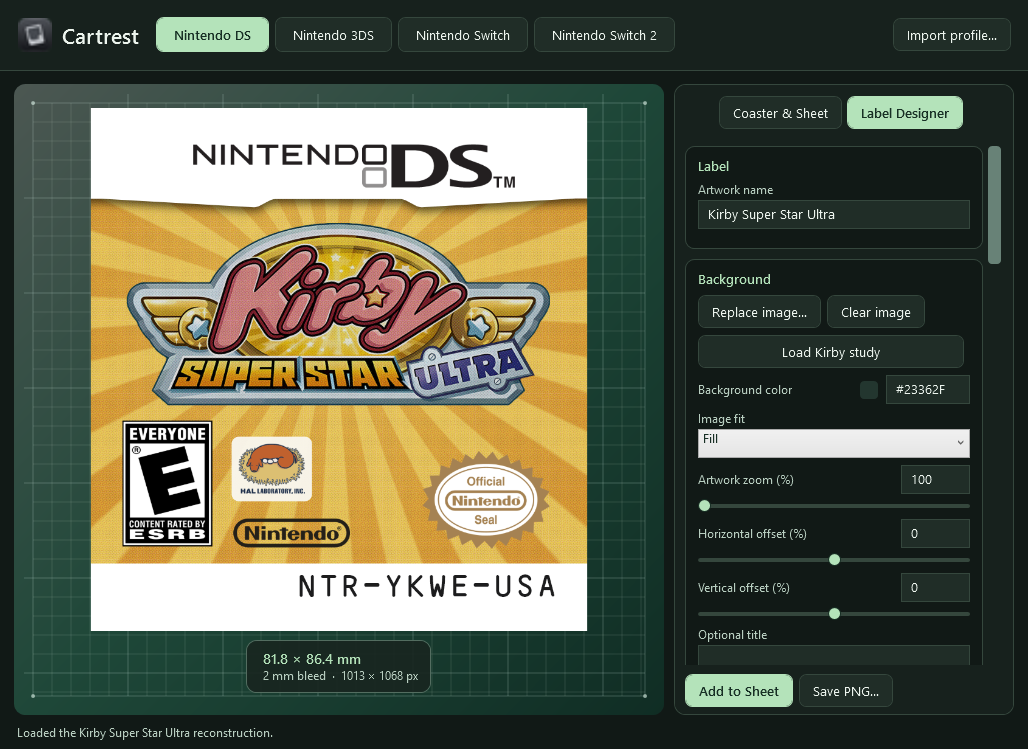 Cartrest
Nintendo DS
Nintendo 3DS
Nintendo Switch
Nintendo Switch 2
Import profile...
NINTENDO DS TM
Kirby
SUPER STAR ULTRA
EVERYONE
®
E
CONTENT RATED BY
ESRB
HAL LABORATORY, INC.
Nintendo®
Official
Nintendo
Seal
NTR-YKWE-USA
81.8 × 86.4 mm
2 mm bleed · 1013 × 1068 px
Coaster & Sheet
Label Designer
Label
Artwork name
Kirby Super Star Ultra
Background
Replace image...
Clear image
Load Kirby study
Background color
#23362F
Image fit
Fill
Artwork zoom (%)
100
Horizontal offset (%)
0
Vertical offset (%)
0
Optional title
Add to Sheet
Save PNG...
Loaded the Kirby Super Star Ultra reconstruction.